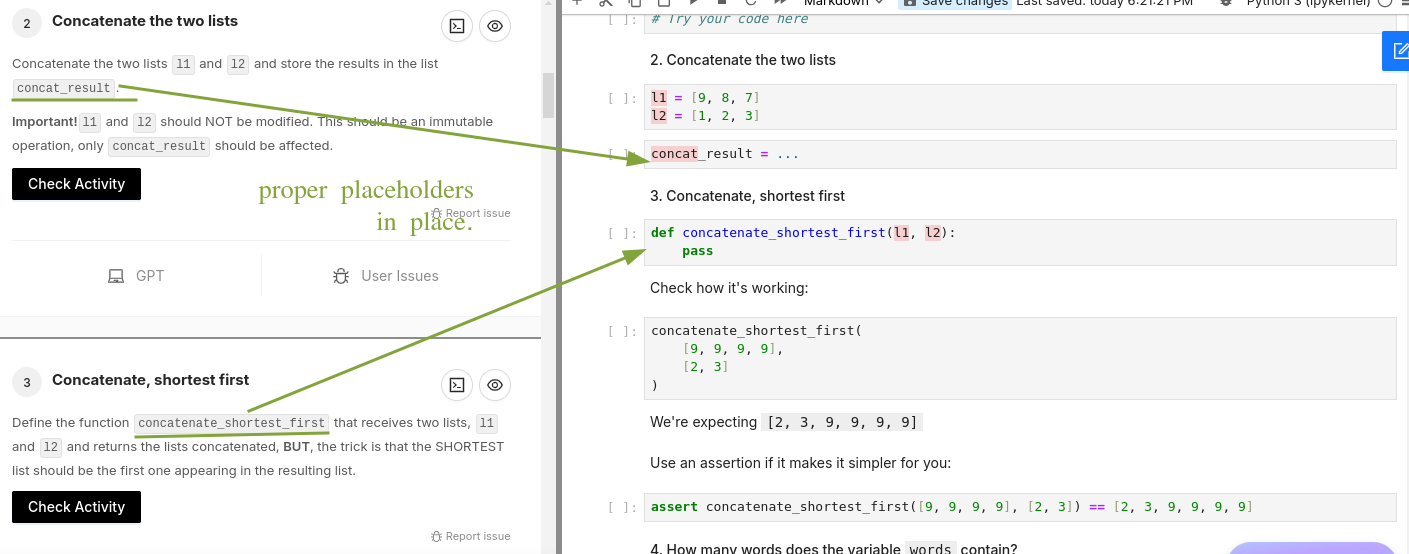 2 Concatenate the two lists
Concatenate the two lists l1 and l2 and store the results in the list
concat_result.
Important! l1 and l2 should NOT be modified. This should be an immutable
operation, only concat_result should be affected.
Check Activity
proper placeholders
in place.
Report issue
GPT
User Issues
3 Concatenate, shortest first
Define the function concatenate_shortest_first that receives two lists, l1
and l2 and returns the lists concatenated, BUT, the trick is that the SHORTEST
list should be the first one appearing in the resulting list.
Check Activity
Report issue
Markdown
Save changes
Last saved: today 6:21:21 PM
Python 3 (ipykernel)
[ ]: # Try your code here
2. Concatenate the two lists
[ ]: l1 = [9, 8, 7]
l2 = [1, 2, 3]
[ ]: concat_result = ...
3. Concatenate, shortest first
[ ]: def concatenate_shortest_first(l1, l2):
pass
Check how it's working:
[ ]: concatenate_shortest_first(
[9, 9, 9, 9],
[2, 3]
)
We're expecting [2, 3, 9, 9, 9, 9]
Use an assertion if it makes it simpler for you:
[ ]: assert concatenate_shortest_first([9, 9, 9, 9], [2, 3]) == [2, 3, 9, 9, 9, 9]
4. How many words does the variable words contain?